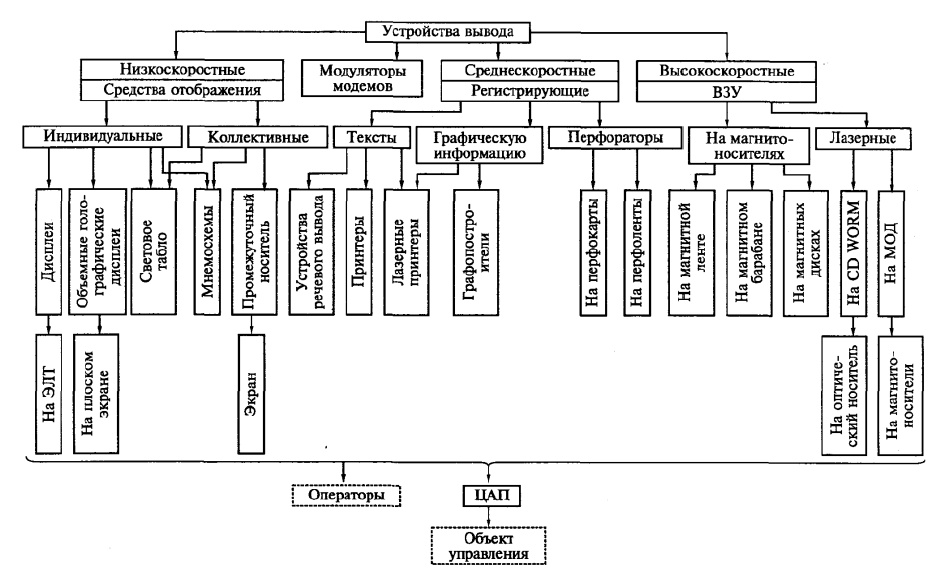 Устройства вывода
Низкоскоростные
Средства отображения
Модуляторы
модемов
Среднескоростные
Регистрирующие
Высокоскоростные
ВЗУ
Индивидуальные
Коллективные
Тексты
Графическую
информацию
Перфораторы
На магнито-
носителях
Лазерные
Дисплеи
Объемные голо-
графические
дисплеи
Световое
табло
Мнемосхемы
Промежуточный
носитель
Устройства
речевого вывода
Принтеры
Лазерные
принтеры
Графопостро-
ители
На перфокарты
На перфоленты
На магнитной
ленте
На магнитном
барабане
На магнитных
дисках
На CD WORM
На МОД
На ЭЛТ
На плоском
экране
Экран
На оптиче-
ский носитель
На магнито-
носители
Операторы
ЦАП
Объект
управления